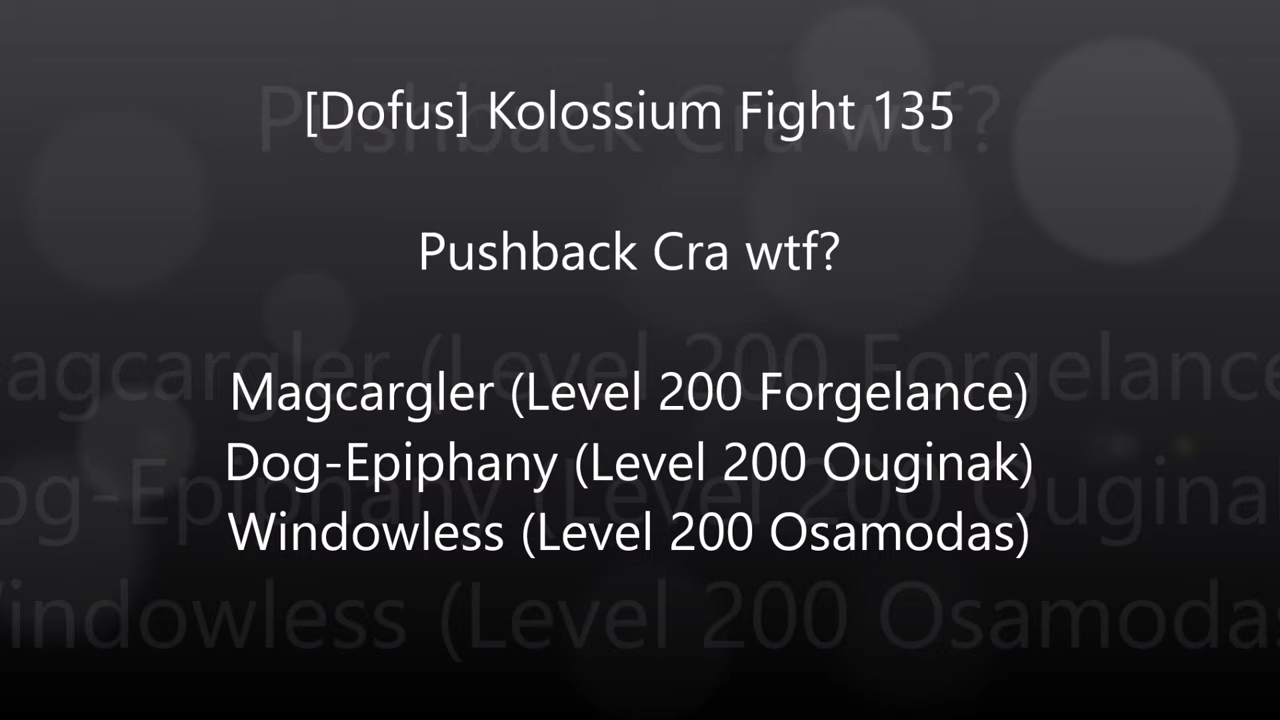 [Dofus] Kolossium Fight 135
Pushback Cra wtf?
Magcargler (Level 200 Forgelance)
Dog-Epiphany (Level 200 Ouginak)
Windowless (Level 200 Osamodas)